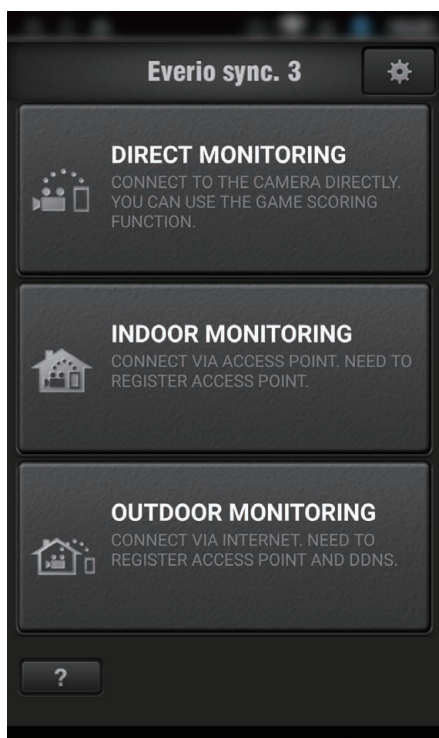 Everio sync. 3
DIRECT MONITORING
CONNECT TO THE CAMERA DIRECTLY.
YOU CAN USE THE GAME SCORING
FUNCTION.
INDOOR MONITORING
CONNECT VIA ACCESS POINT. NEED TO
REGISTER ACCESS POINT.
OUTDOOR MONITORING
CONNECT VIA INTERNET. NEED TO
REGISTER ACCESS POINT AND DDNS.
?